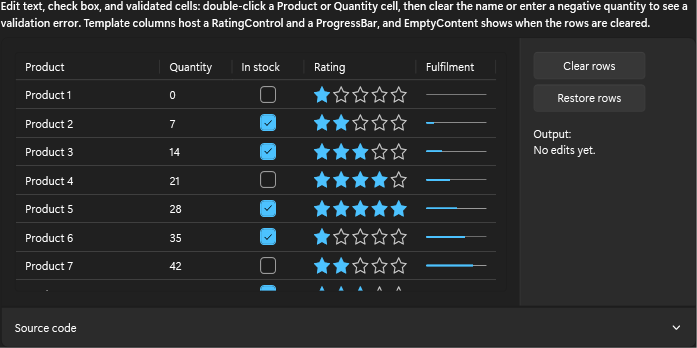 Edit text, check box, and validated cells: double-click a Product or Quantity cell, then clear the name or enter a negative quantity to see a
validation error. Template columns host a RatingControl and a ProgressBar, and EmptyContent shows when the rows are cleared.
Product Quantity In stock Rating Fulfilment
Product 1 0
Product 2 7
Product 3 14
Product 4 21
Product 5 28
Product 6 35
Product 7 42
Clear rows
Restore rows
Output:
No edits yet.
Source code